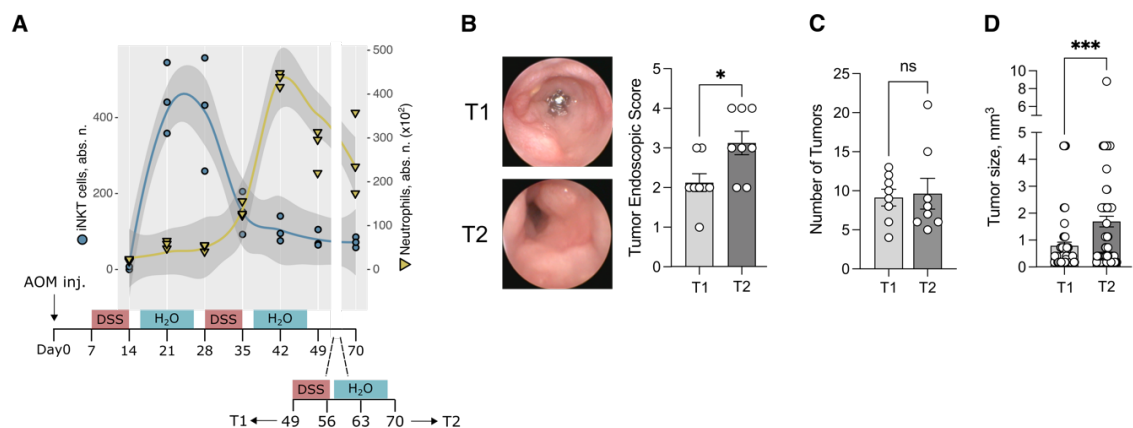 A
iNKT cells, abs. n.
400
200
0
500
400
300
200
100
0
Neutrophils, abs. n. (x10²)
AOM inj.
DSS
H₂O
DSS
H₂O
Day0
7
14
21
28
35
42
49
70
DSS
H₂O
T1
49
56
63
70
T2
B
T1
T2
Tumor Endoscopic Score
5
4
3
2
1
0
*
T1
T2
C
Number of Tumors
25
20
15
10
5
0
ns
T1
T2
D
Tumor size, mm³
10
8
6
5
4
3
2
1
0
***
T1
T2